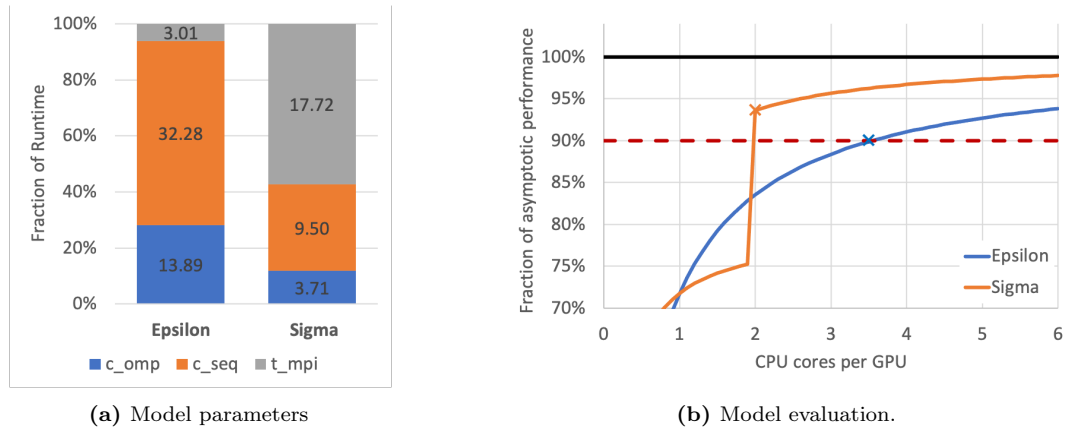 Fraction of Runtime
100%
80%
60%
40%
20%
0%
3.01
32.28
13.89
17.72
9.50
3.71
Epsilon Sigma
c_omp c_seq t_mpi
(a) Model parameters
Fraction of asymptotic performance
100%
95%
90%
85%
80%
75%
70%
Epsilon
Sigma
0 1 2 3 4 5 6
CPU cores per GPU
(b) Model evaluation.